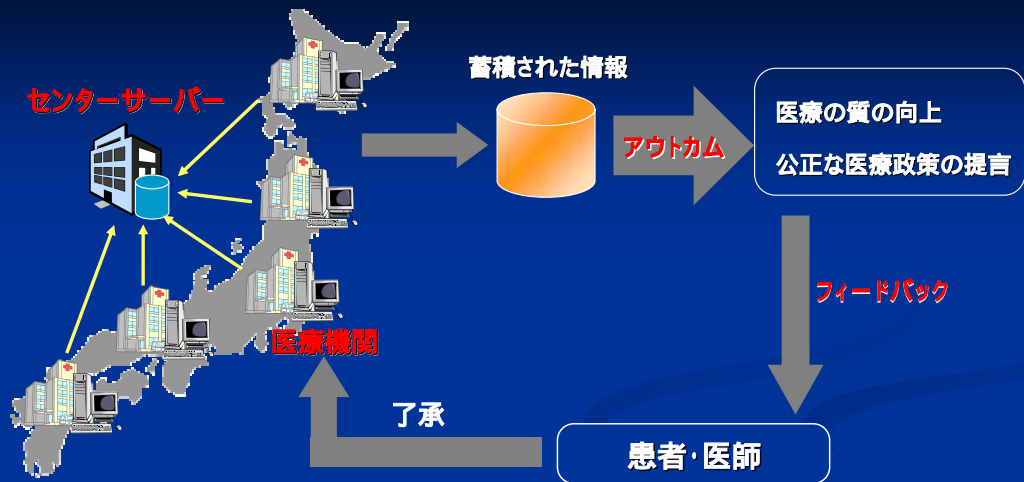 蓄積された情報
センターサーバー
医療の質の向上
アウトカム
公正な医療政策の提言
フィードバック
医療機関
了承
患者・医師